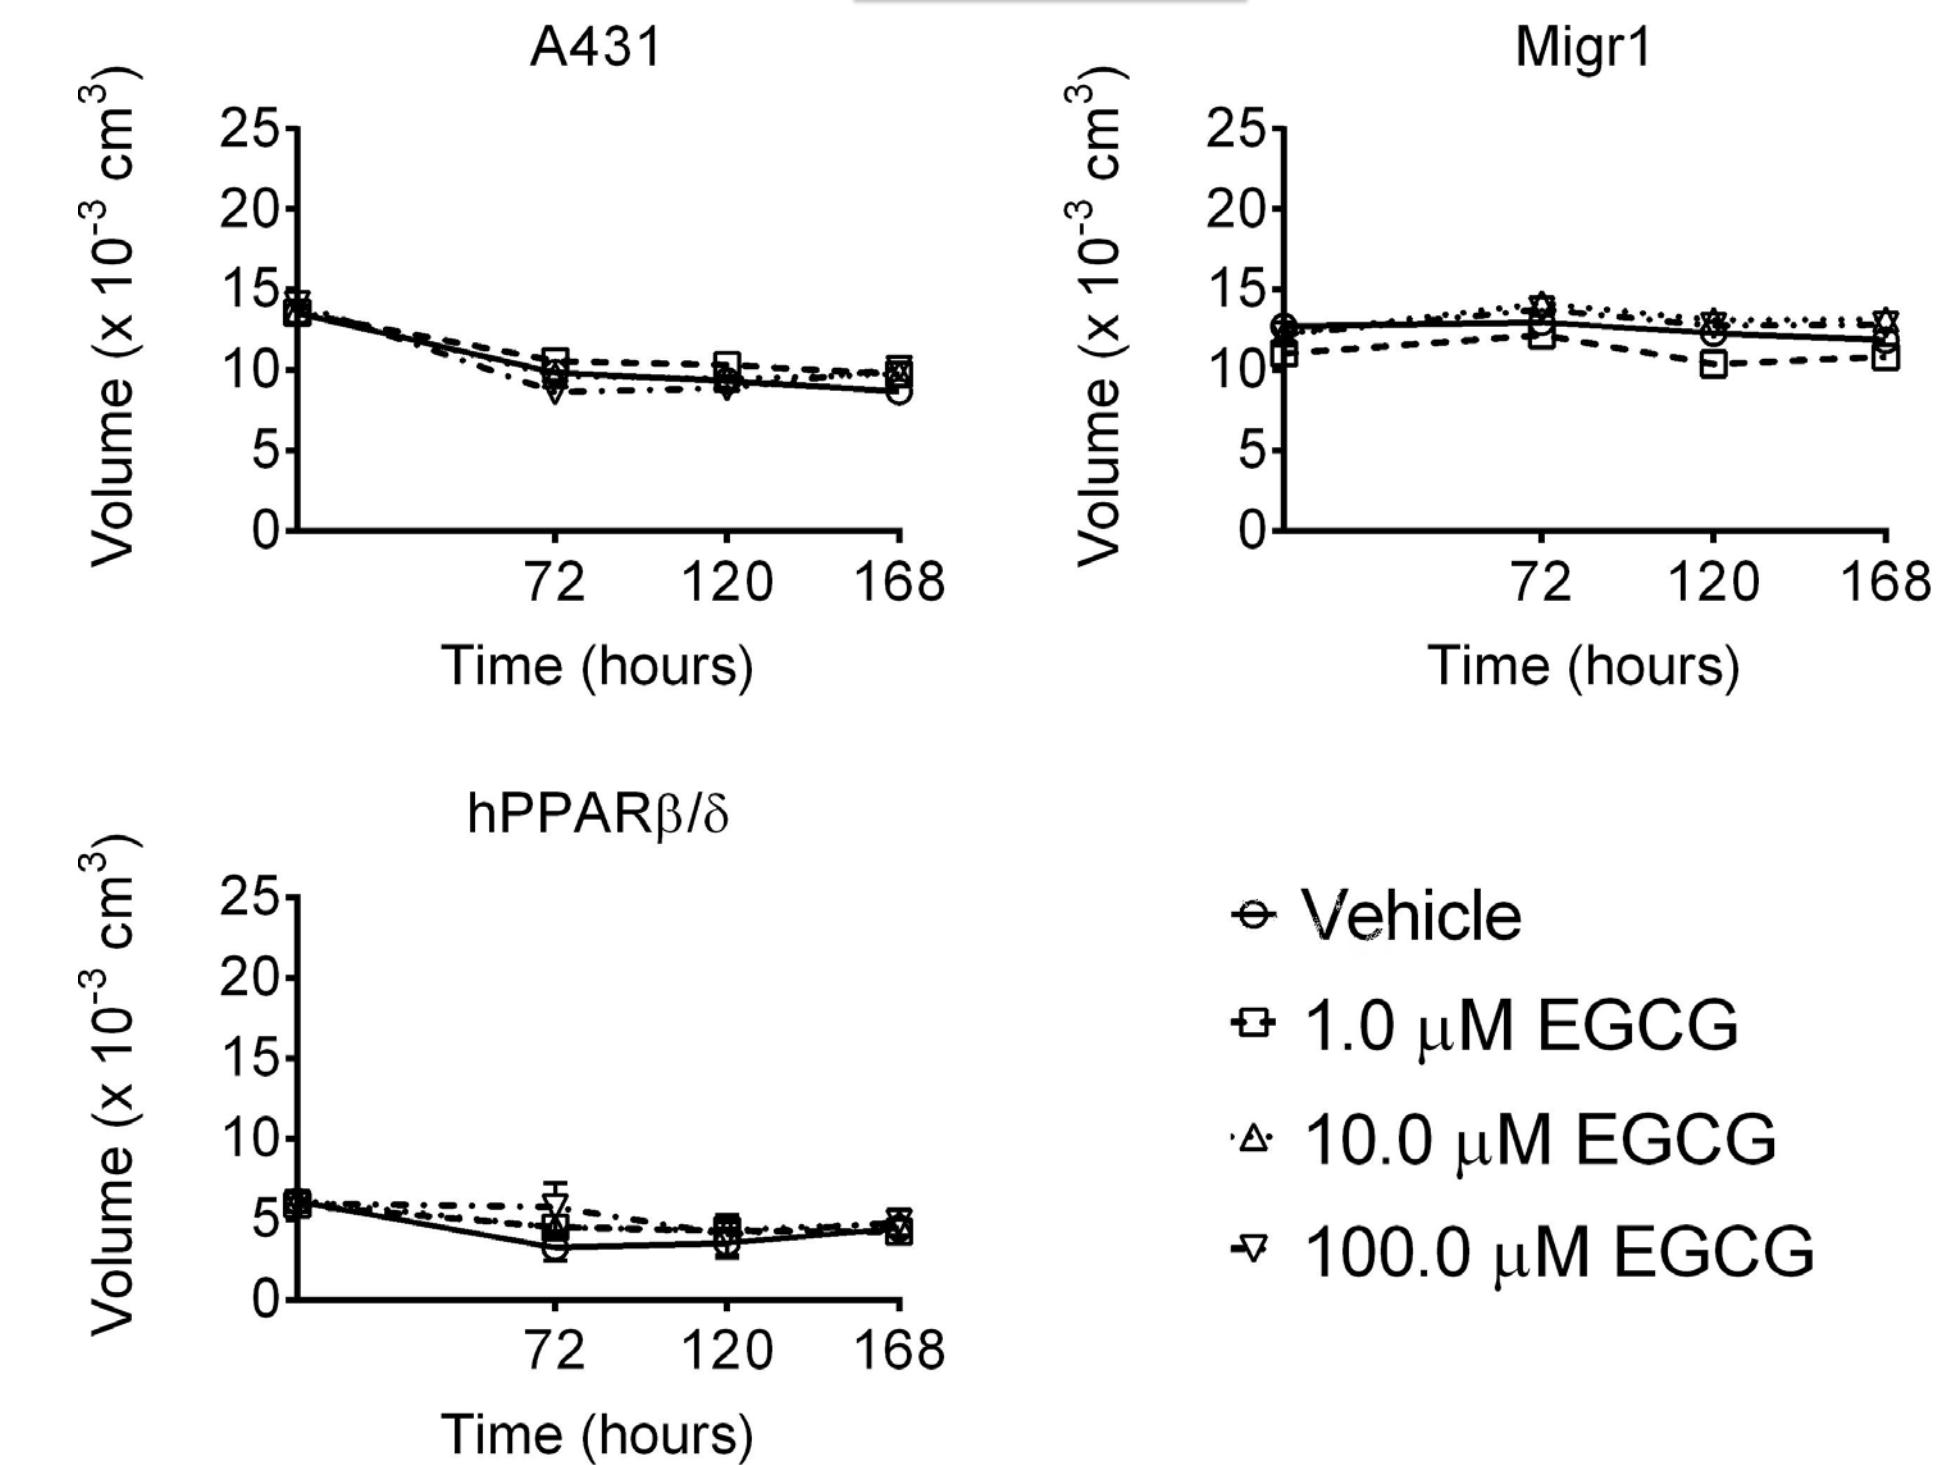 A431
Volume (x 10⁻³ cm³)
25
20
15
10
5
0
72 120 168
Time (hours)
Migr1
Volume (x 10⁻³ cm³)
25
20
15
10
5
0
72 120 168
Time (hours)
hPPARβ/δ
Volume (x 10⁻³ cm³)
25
20
15
10
5
0
72 120 168
Time (hours)
Vehicle
1.0 μM EGCG
10.0 μM EGCG
100.0 μM EGCG